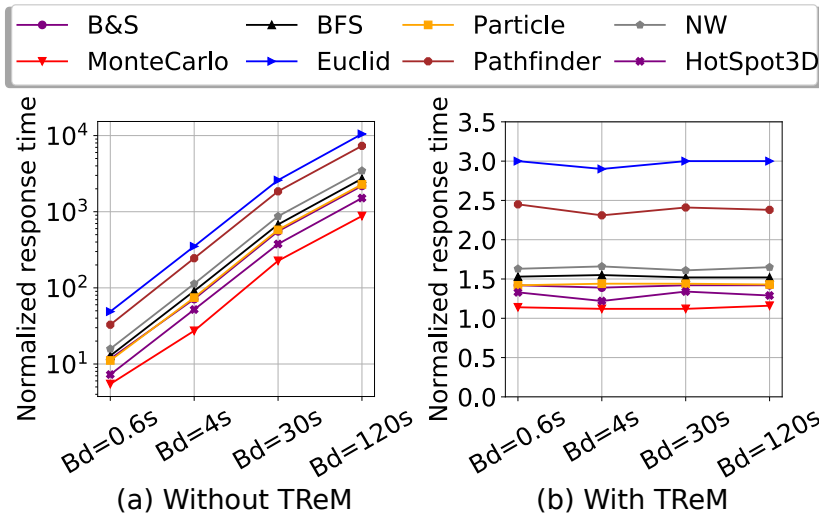 B&S BFS Particle NW
MonteCarlo Euclid Pathfinder HotSpot3D
Normalized response time
10^4
10^3
10^2
10^1
Bd=0.6s Bd=4s Bd=30s Bd=120s
(a) Without TReM
Normalized response time
3.5
3.0
2.5
2.0
1.5
1.0
0.5
0.0
Bd=0.6s Bd=4s Bd=30s Bd=120s
(b) With TReM